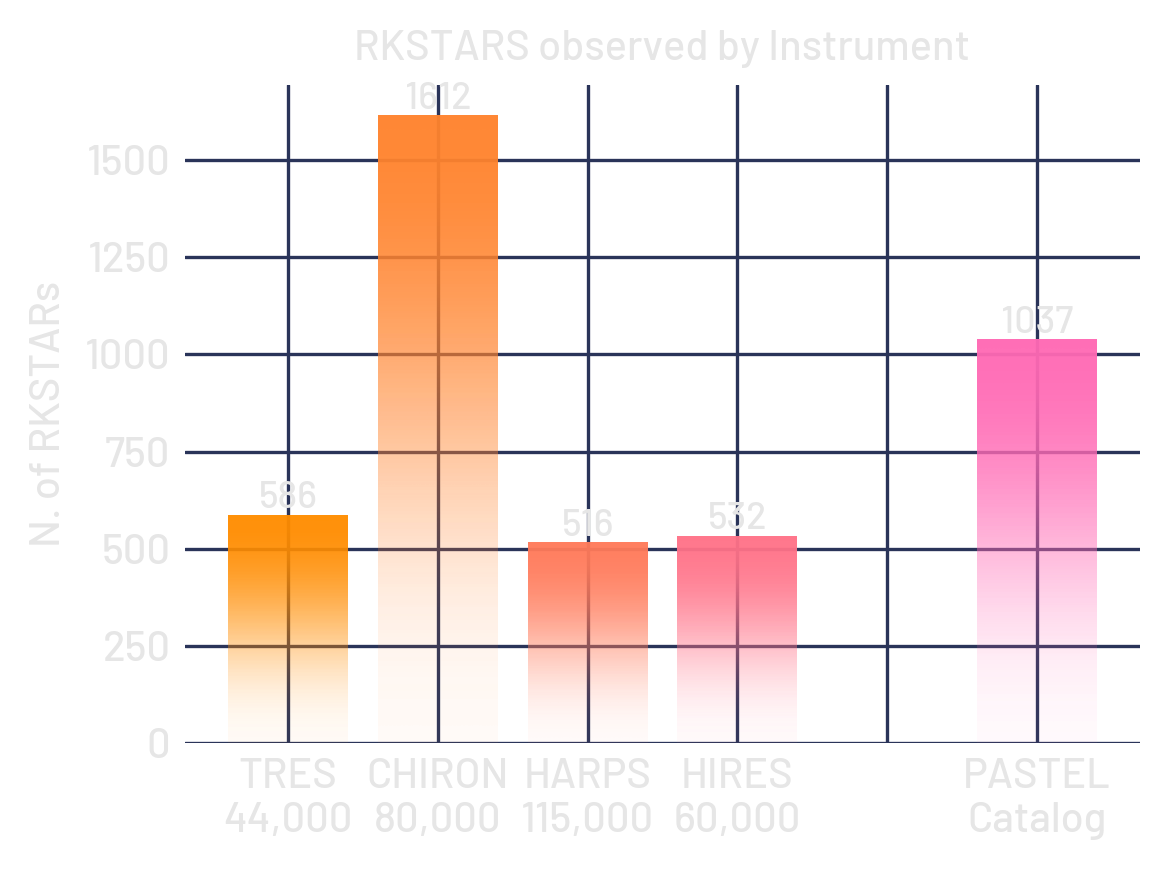 RKSTARS observed by Instrument
N. of RKSTARs
1500
1250
1000
750
500
250
0
586
1612
516
532
1037
TRES
44,000
CHIRON
80,000
HARPS
115,000
HIRES
60,000
PASTEL
Catalog